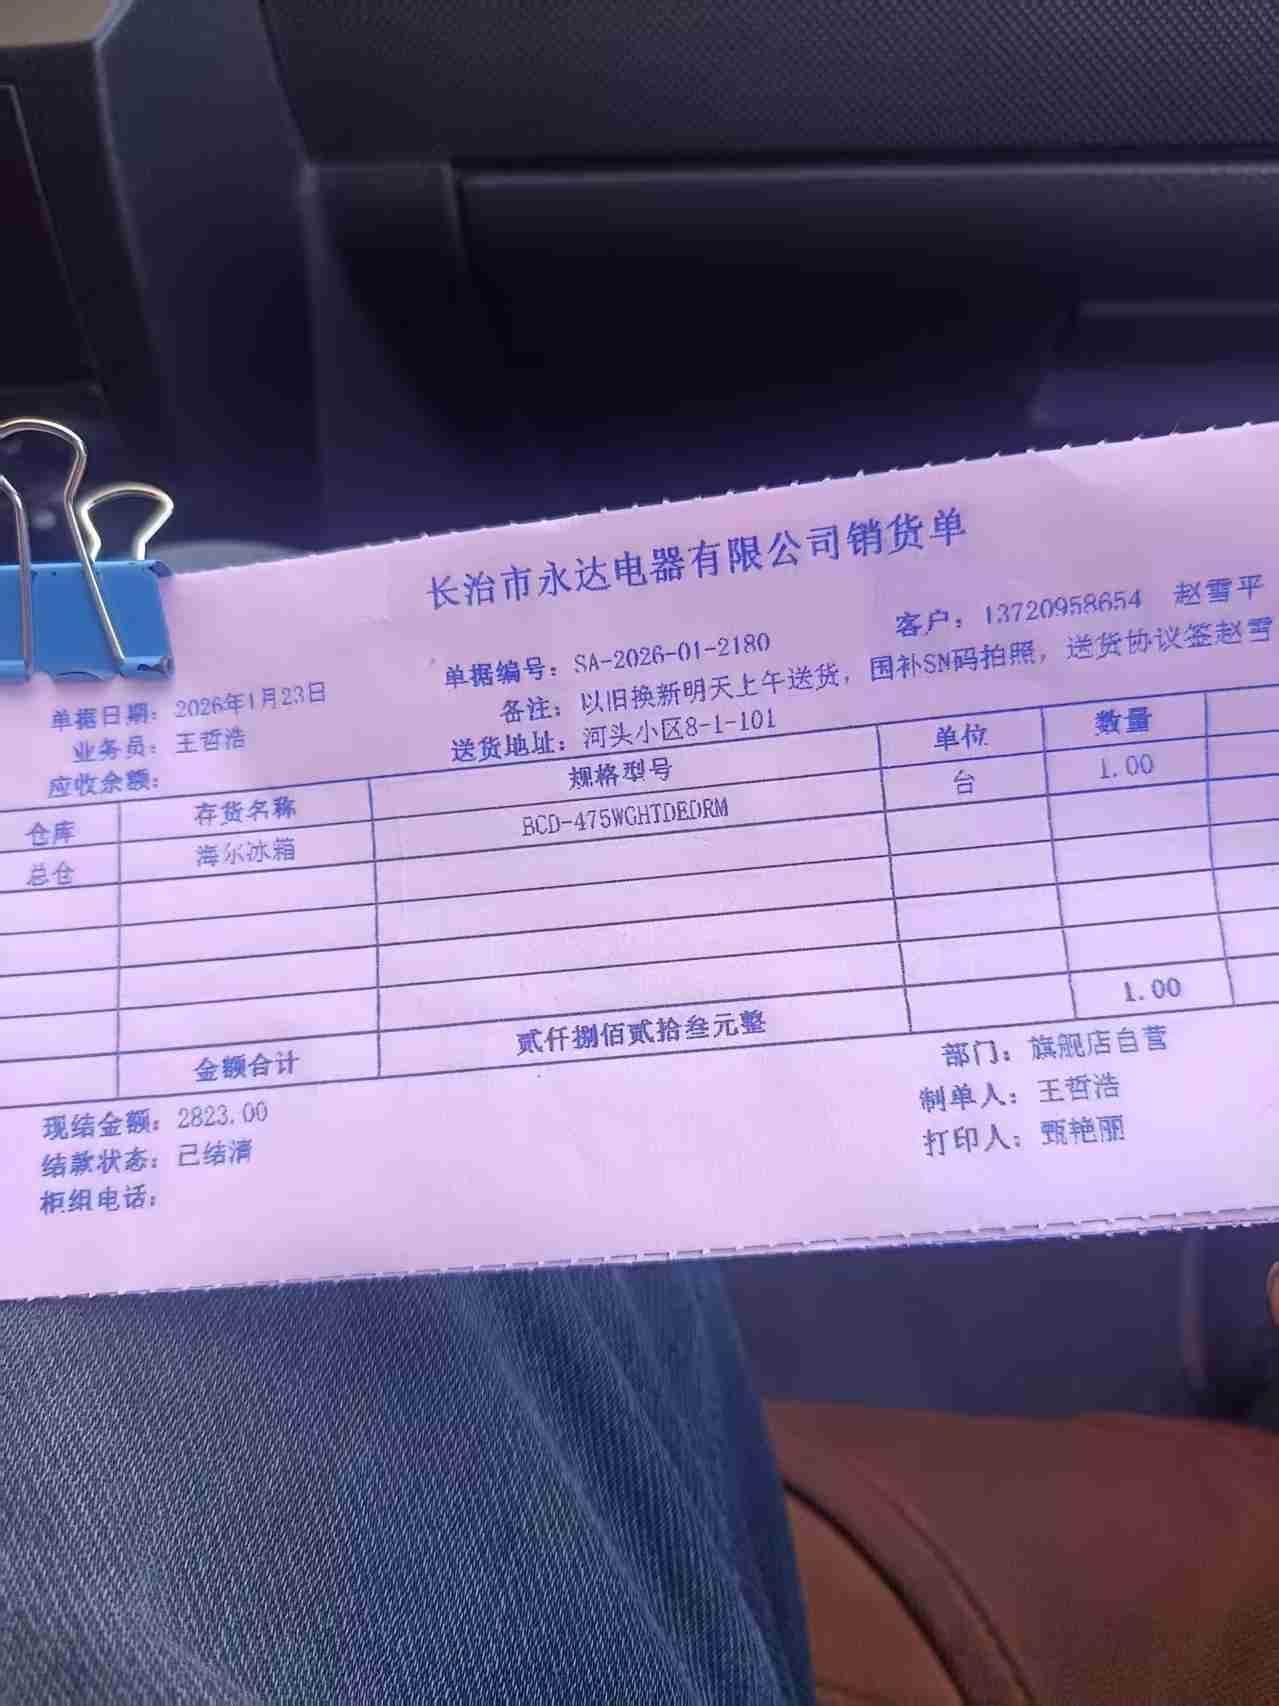 长治市永达电器有限公司销货单
单据日期：2026年1月23日 单据编号：SA-2026-01-2180 客户：13720958654 赵雪平
业务员：王哲浩 备注：以旧换新明天上午送货，国补SN码拍照，送货协议签赵雪
应收余额： 送货地址：河头小区8-1-101
仓库 存货名称 规格型号 单位 数量
总仓 海尔冰箱 BCD-475WGHTDEDRM 台 1.00
金额合计 贰仟捌佰贰拾叁元整 1.00
现结金额：2823.00 部门：旗舰店自营
结款状态：已结清 制单人：王哲浩
柜组电话： 打印人：甄艳丽